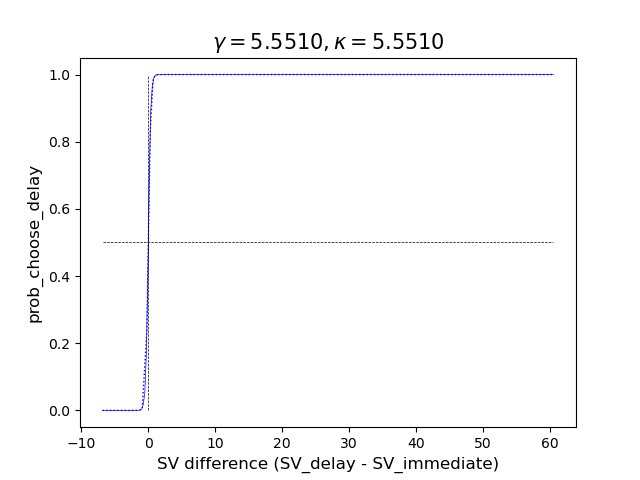 γ = 5.5510, κ = 5.5510
prob_choose_delay
1.0
0.8
0.6
0.4
0.2
0.0
−10 0 10 20 30 40 50 60
SV difference (SV_delay - SV_immediate)